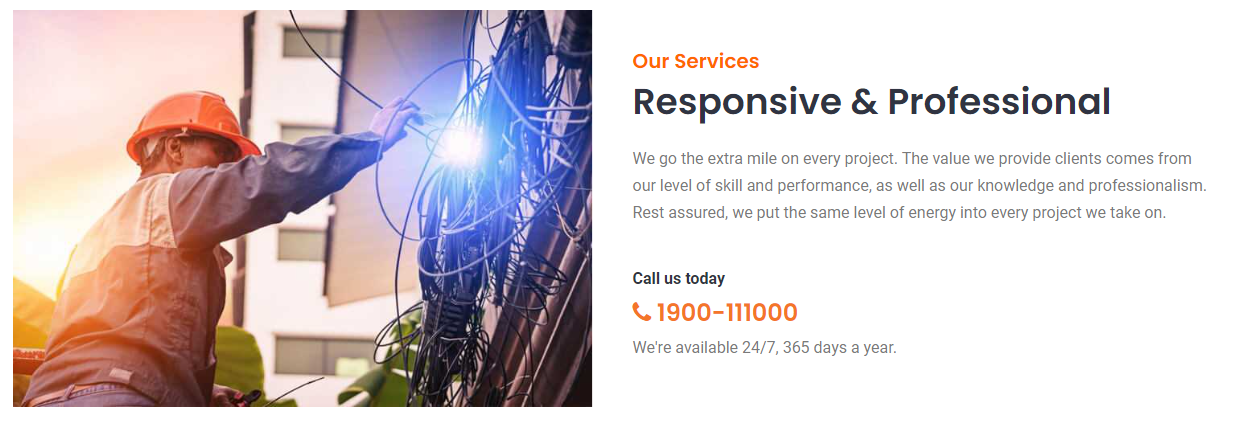 Our Services
Responsive & Professional
We go the extra mile on every project. The value we provide clients comes from
our level of skill and performance, as well as our knowledge and professionalism.
Rest assured, we put the same level of energy into every project we take on.
Call us today
1900-111000
We're available 24/7, 365 days a year.